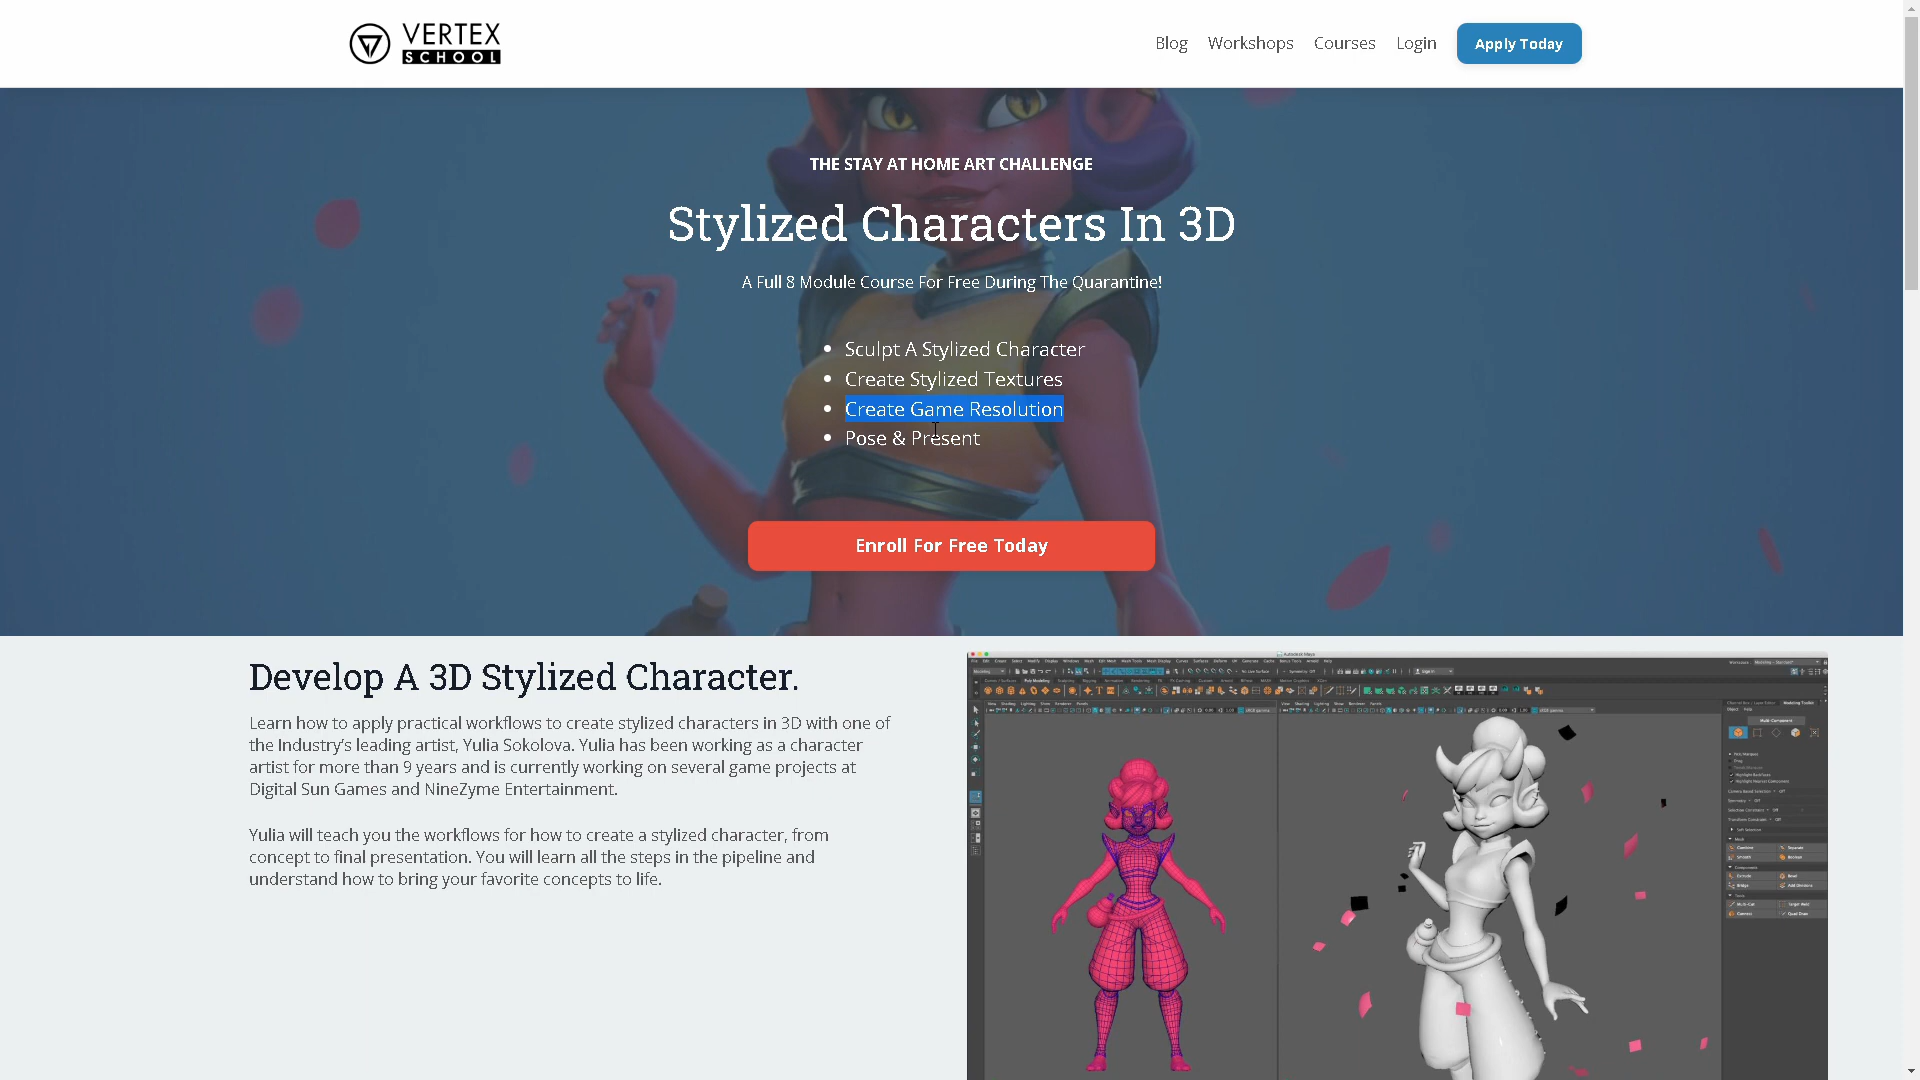 VERTEX
SCHOOL
Blog Workshops Courses Login Apply Today
THE STAY AT HOME ART CHALLENGE
Stylized Characters In 3D
A Full 8 Module Course For Free During The Quarantine!
Sculpt A Stylized Character
Create Stylized Textures
Create Game Resolution
Pose & Present
Enroll For Free Today
Develop A 3D Stylized Character.
Learn how to apply practical workflows to create stylized characters in 3D with one of
the Industry's leading artist, Yulia Sokolova. Yulia has been working as a character
artist for more than 9 years and is currently working on several game projects at
Digital Sun Games and NineZyme Entertainment.
Yulia will teach you the workflows for how to create a stylized character, from
concept to final presentation. You will learn all the steps in the pipeline and
understand how to bring your favorite concepts to life.
Multi-Component